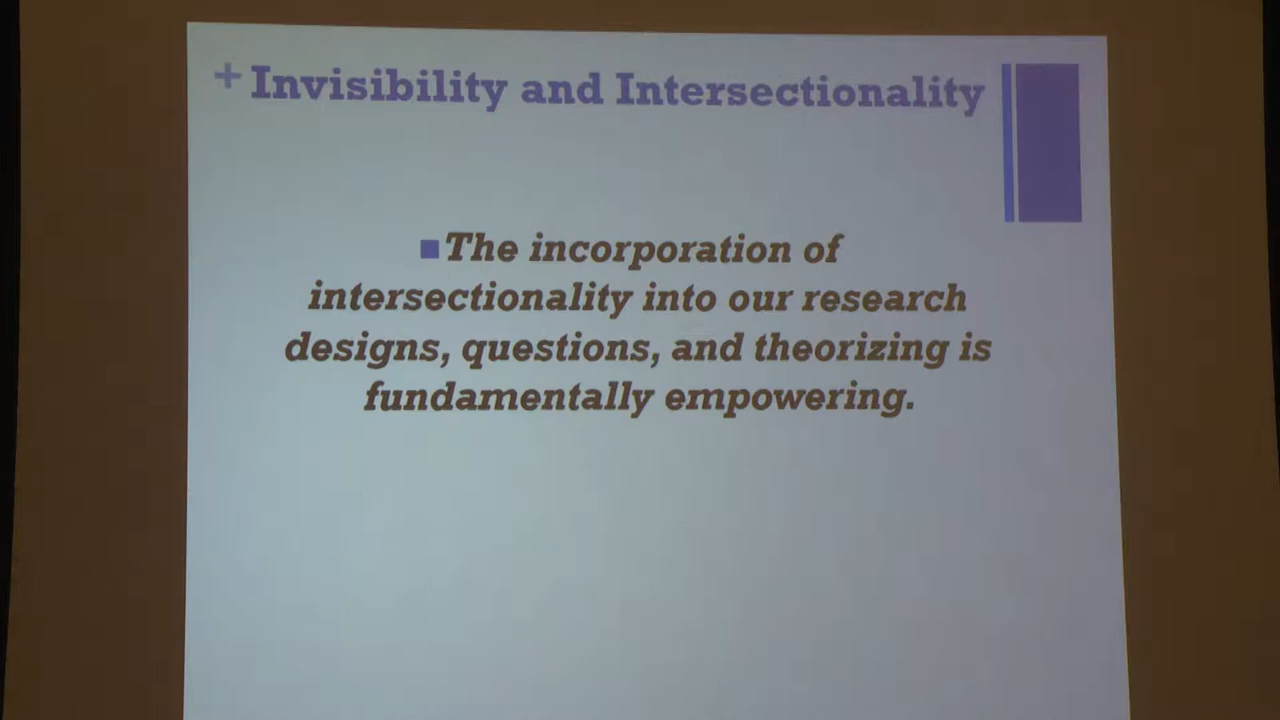 + Invisibility and Intersectionality
■ The incorporation of
intersectionality into our research
designs, questions, and theorizing is
fundamentally empowering.